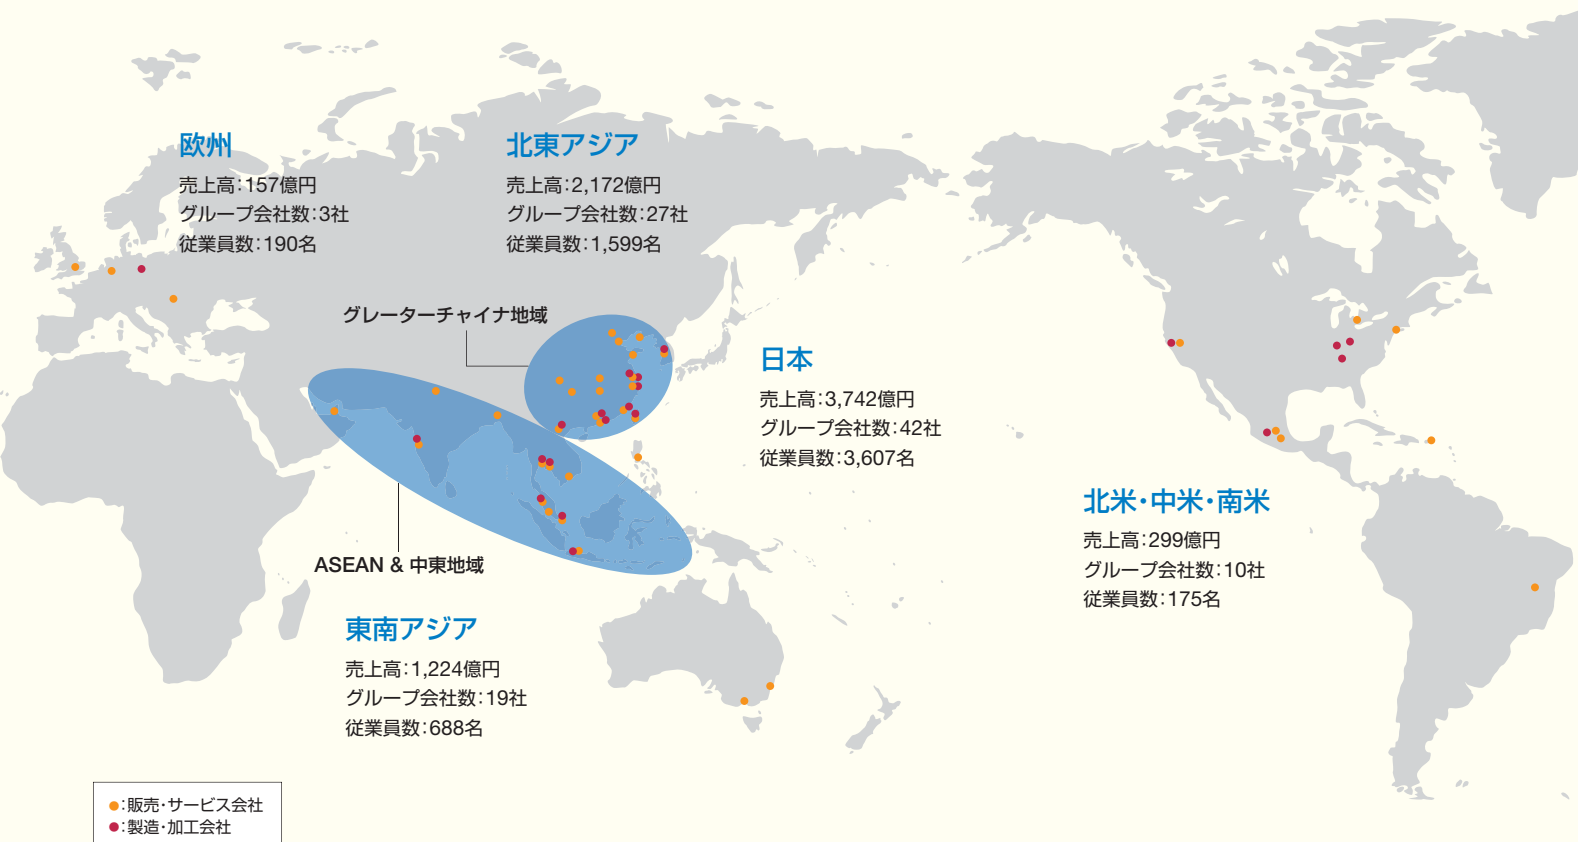 欧州
売上高:157億円
グループ会社数:3社
従業員数:190名
北東アジア
売上高:2,172億円
グループ会社数:27社
従業員数:1,599名
グレーターチャイナ地域
日本
売上高:3,742億円
グループ会社数:42社
従業員数:3,607名
北米・中米・南米
売上高:299億円
グループ会社数:10社
従業員数:175名
ASEAN & 中東地域
東南アジア
売上高:1,224億円
グループ会社数:19社
従業員数:688名
●:販売・サービス会社
●:製造・加工会社